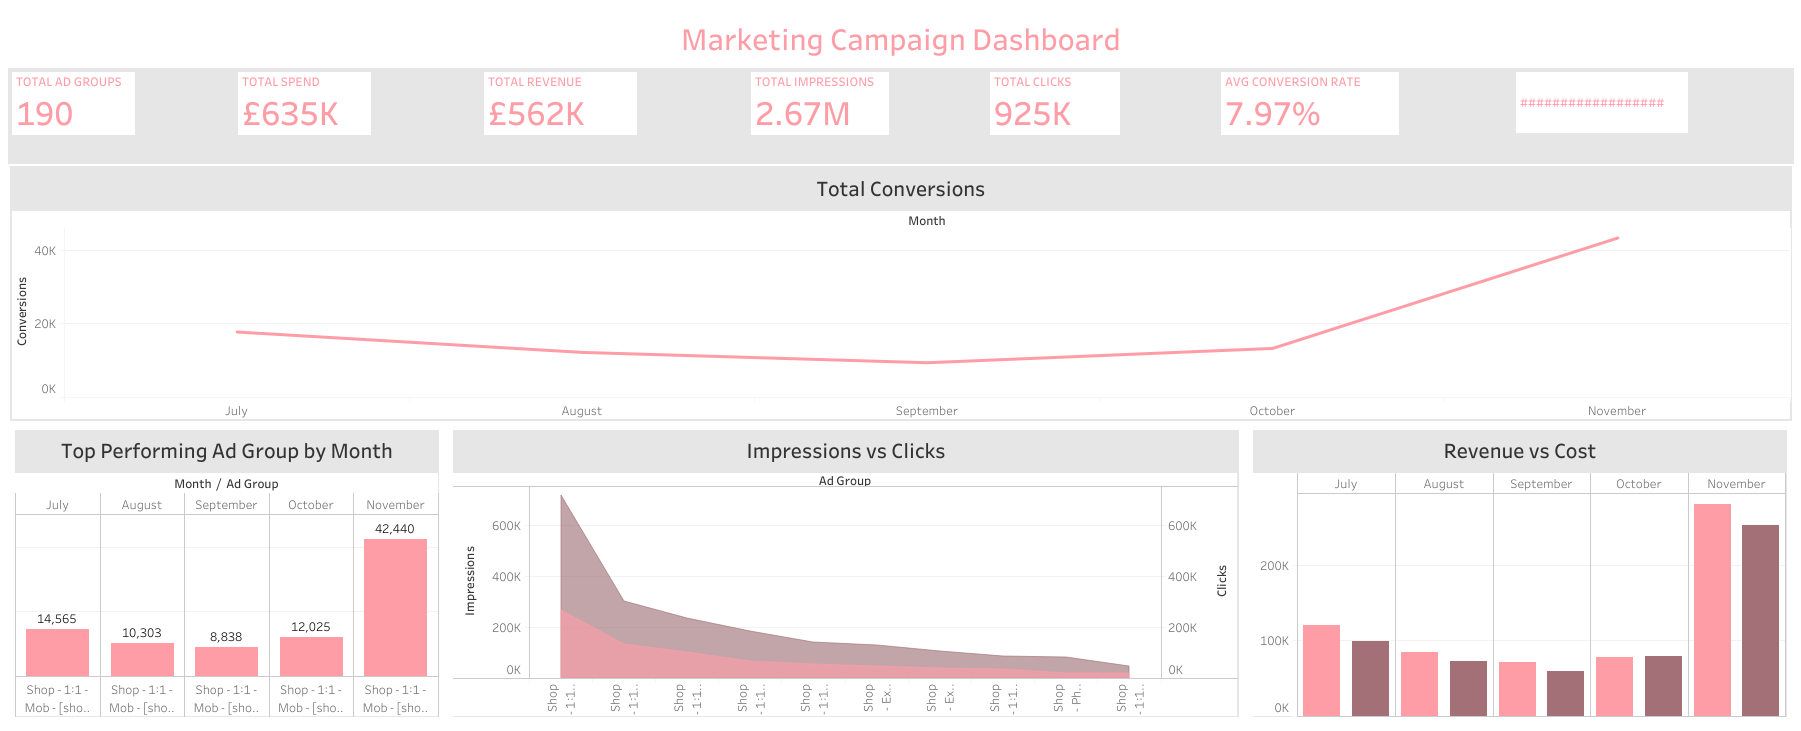 Marketing Campaign Dashboard
TOTAL AD GROUPS
190
TOTAL SPEND
£635K
TOTAL REVENUE
£562K
TOTAL IMPRESSIONS
2.67M
TOTAL CLICKS
925K
AVG CONVERSION RATE
7.97%
##################
Total Conversions
Month
Conversions
40K
20K
0K
July
August
September
October
November
Top Performing Ad Group by Month
Month / Ad Group
July
August
September
October
November
14,565
10,303
8,838
12,025
42,440
Shop - 1:1 -
Mob - [sho..
Shop - 1:1 -
Mob - [sho..
Shop - 1:1 -
Mob - [sho..
Shop - 1:1 -
Mob - [sho..
Shop - 1:1 -
Mob - [sho..
Impressions vs Clicks
Ad Group
Impressions
600K
400K
200K
0K
600K
400K
200K
0K
Clicks
Shop
- 1:1..
Shop
- 1:1..
Shop
- 1:1..
Shop
- 1:1..
Shop
- 1:1..
Shop
- Ex..
Shop
- Ex..
Shop
- 1:1..
Shop
- Ph..
Shop
- 1:1..
Revenue vs Cost
July
August
September
October
November
200K
100K
0K